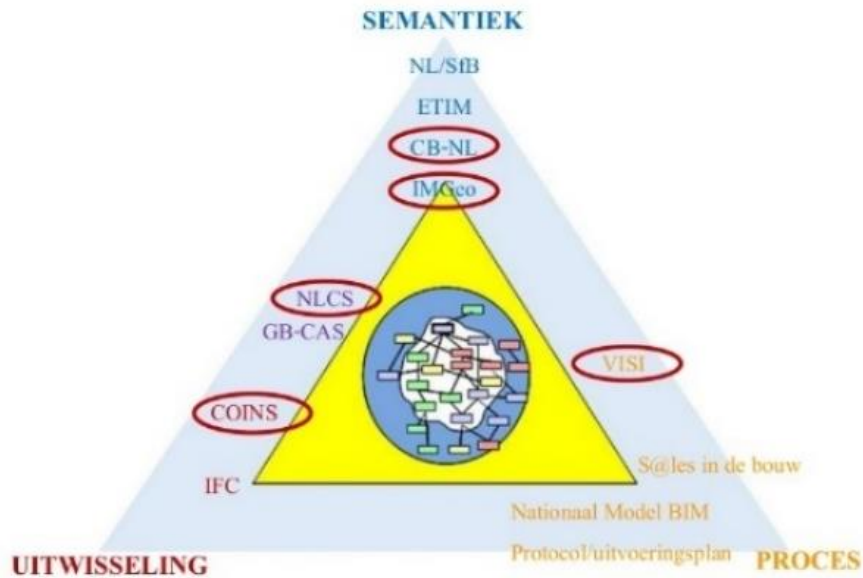 SEMANTIEK
NL/SfB
ETIM
CB-NL
IMGeo
NLCS
GB-CAS
VISI
COINS
S@les in de bouw
IFC
Nationaal Model BIM
Protocol/uitvoeringsplan
UITWISSELING
PROCES